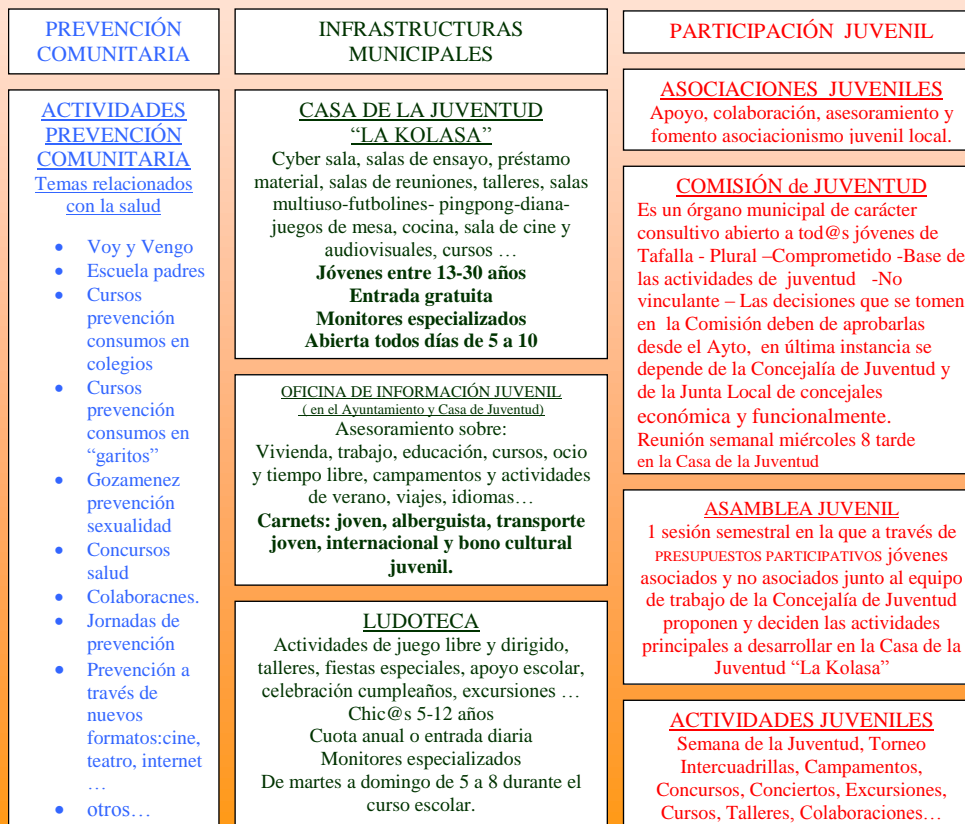 PREVENCIÓN
COMUNITARIA
ACTIVIDADES
PREVENCIÓN
COMUNITARIA
Temas relacionados
con la salud
• Voy y Vengo
• Escuela padres
• Cursos
prevención
consumos en
colegios
• Cursos
prevención
consumos en
“garitos”
• Gozamenez
prevención
sexualidad
• Concursos
salud
• Colaboracnes.
• Jornadas de
prevención
• Prevención a
través de
nuevos
formatos:cine,
teatro, internet
…
• otros…
INFRASTRUCTURAS
MUNICIPALES
CASA DE LA JUVENTUD
“LA KOLASA”
Cyber sala, salas de ensayo, préstamo
material, salas de reuniones, talleres, salas
multiuso-futbolines- pingpong-diana-
juegos de mesa, cocina, sala de cine y
audiovisuales, cursos …
Jóvenes entre 13-30 años
Entrada gratuita
Monitores especializados
Abierta todos días de 5 a 10
OFICINA DE INFORMACIÓN JUVENIL
( en el Ayuntamiento y Casa de Juventud)
Asesoramiento sobre:
Vivienda, trabajo, educación, cursos, ocio
y tiempo libre, campamentos y actividades
de verano, viajes, idiomas…
Carnets: joven, alberguista, transporte
joven, internacional y bono cultural
juvenil.
LUDOTECA
Actividades de juego libre y dirigido,
talleres, fiestas especiales, apoyo escolar,
celebración cumpleaños, excursiones …
Chic@s 5-12 años
Cuota anual o entrada diaria
Monitores especializados
De martes a domingo de 5 a 8 durante el
curso escolar.
PARTICIPACIÓN JUVENIL
ASOCIACIONES JUVENILES
Apoyo, colaboración, asesoramiento y
fomento asociacionismo juvenil local.
COMISIÓN de JUVENTUD
Es un órgano municipal de carácter
consultivo abierto a tod@s jóvenes de
Tafalla - Plural –Comprometido -Base de
las actividades de juventud -No
vinculante – Las decisiones que se tomen
en la Comisión deben de aprobarlas
desde el Ayto, en última instancia se
depende de la Concejalía de Juventud y
de la Junta Local de concejales
económica y funcionalmente.
Reunión semanal miércoles 8 tarde
en la Casa de la Juventud
ASAMBLEA JUVENIL
1 sesión semestral en la que a través de
PRESUPUESTOS PARTICIPATIVOS jóvenes
asociados y no asociados junto al equipo
de trabajo de la Concejalía de Juventud
proponen y deciden las actividades
principales a desarrollar en la Casa de la
Juventud “La Kolasa”
ACTIVIDADES JUVENILES
Semana de la Juventud, Torneo
Intercuadrillas, Campamentos,
Concursos, Conciertos, Excursiones,
Cursos, Talleres, Colaboraciones…